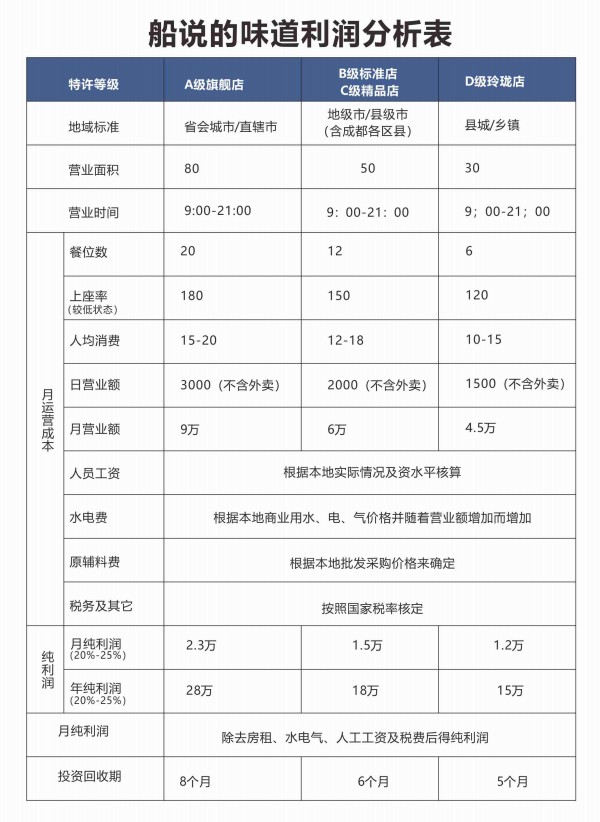 船说的味道利润分析表
特许等级 A级旗舰店 B级标准店 D级玲珑店
C级精品店
地域标准 省会城市/直辖市 地级市/县级市 县城/乡镇
（含成都各区县）
营业面积 80 50 30
营业时间 9:00-21:00 9：00-21：00 9；00-21；00
月运营成本
餐位数 20 12 6
上座率 180 150 120
（较低状态）
人均消费 15-20 12-18 10-15
日营业额 3000（不含外卖） 2000（不含外卖） 1500（不含外卖）
月营业额 9万 6万 4.5万
人员工资 根据本地实际情况及资水平核算
水电费 根据本地商业用水、电、气价格并随着营业额增加而增加
原辅料费 根据本地批发采购价格来确定
税务及其它 按照国家税率核定
纯利润
月纯利润 2.3万 1.5万 1.2万
(20%-25%)
年纯利润 28万 18万 15万
(20%-25%)
月纯利润 除去房租、水电气、人工工资及税费后得纯利润
投资回收期 8个月 6个月 5个月